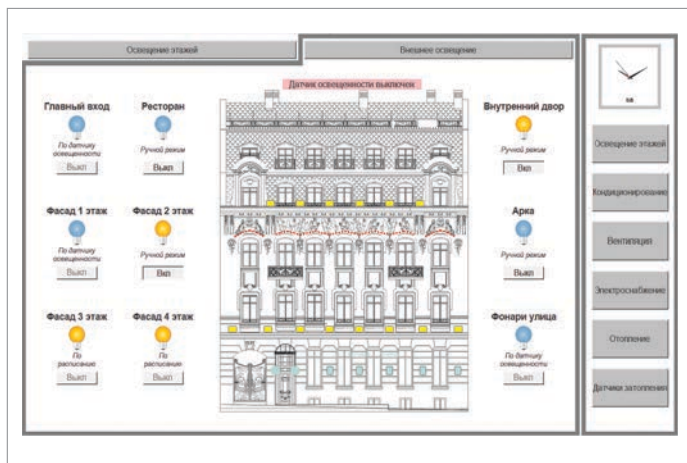 Освещение этажей
Внешнее освещение
Датчик освещенности выключен
Главный вход
По датчику
освещенности
Выкл
Ресторан
Ручной режим
Выкл
Фасад 1 этаж
По датчику
освещенности
Выкл
Фасад 2 этаж
Ручной режим
Вкл
Фасад 3 этаж
По
расписанию
Выкл
Фасад 4 этаж
По
расписанию
Выкл
Внутренний двор
Ручной режим
Вкл
Арка
Ручной режим
Выкл
Фонари улица
По датчику
освещенности
Выкл
Освещение этажей
Кондиционирование
Вентиляция
Электроснабжение
Отопление
Датчики затопления